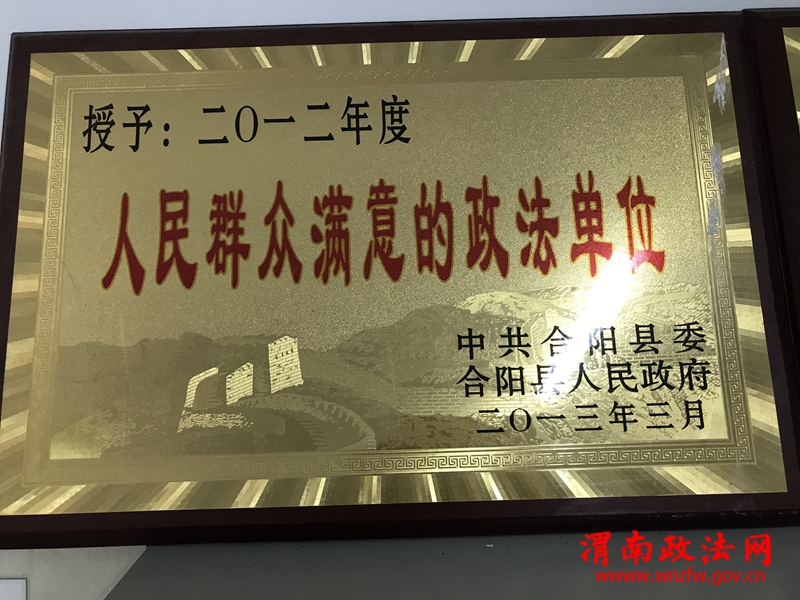 授予：二〇一二年度
人民群众满意的政法单位
中共合阳县委
合阳县人民政府
二〇一三年三月
渭南政法网
www.wnzfw.gov.cn